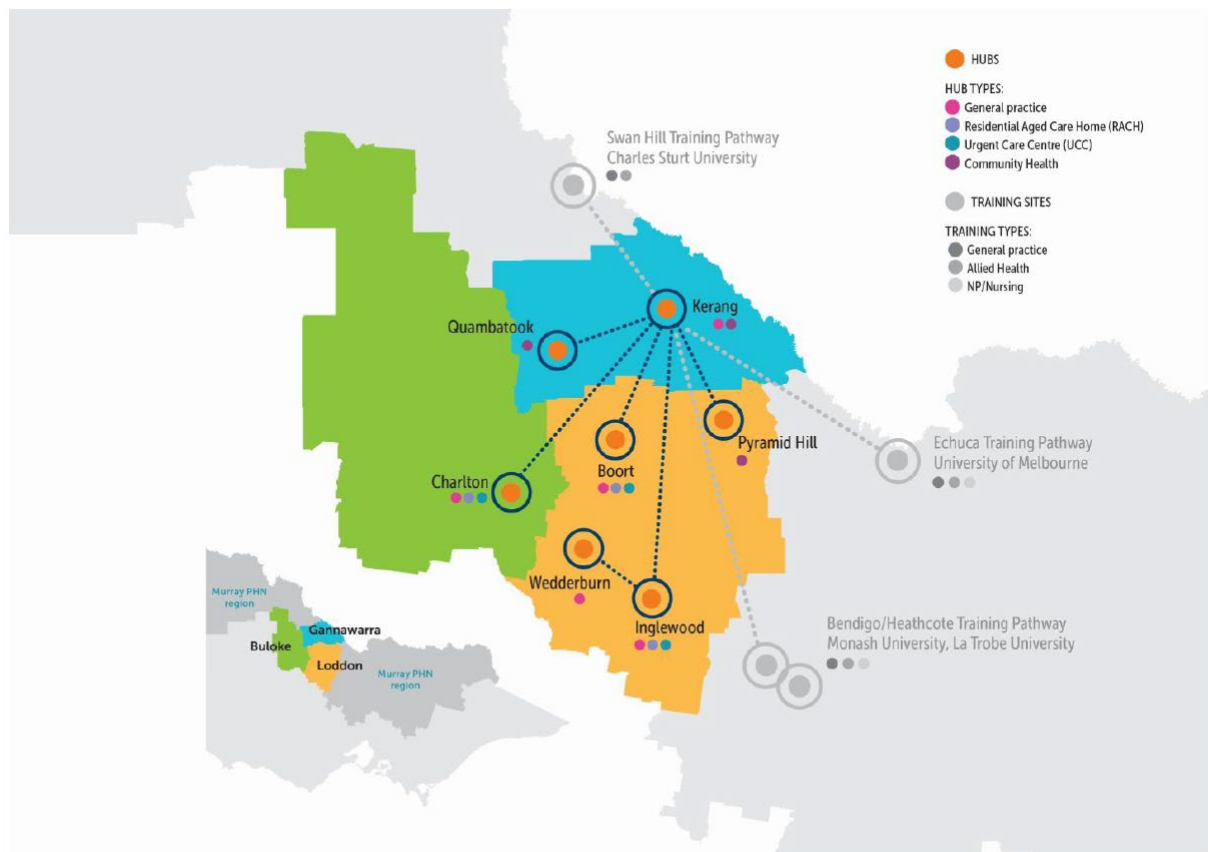 HUBS
HUB TYPES:
General practice
Residential Aged Care Home (RACH)
Urgent Care Centre (UCC)
Community Health
TRAINING SITES
TRAINING TYPES:
General practice
Allied Health
NP/Nursing
Swan Hill Training Pathway
Charles Sturt University
Kerang
Quambatook
Pyramid Hill
Boort
Charlton
Echuca Training Pathway
University of Melbourne
Wedderburn
Inglewood
Bendigo/Heathcote Training Pathway
Monash University, La Trobe University
Murray PHN
region
Gannawarra
Buloke
Loddon
Murray PHN
region